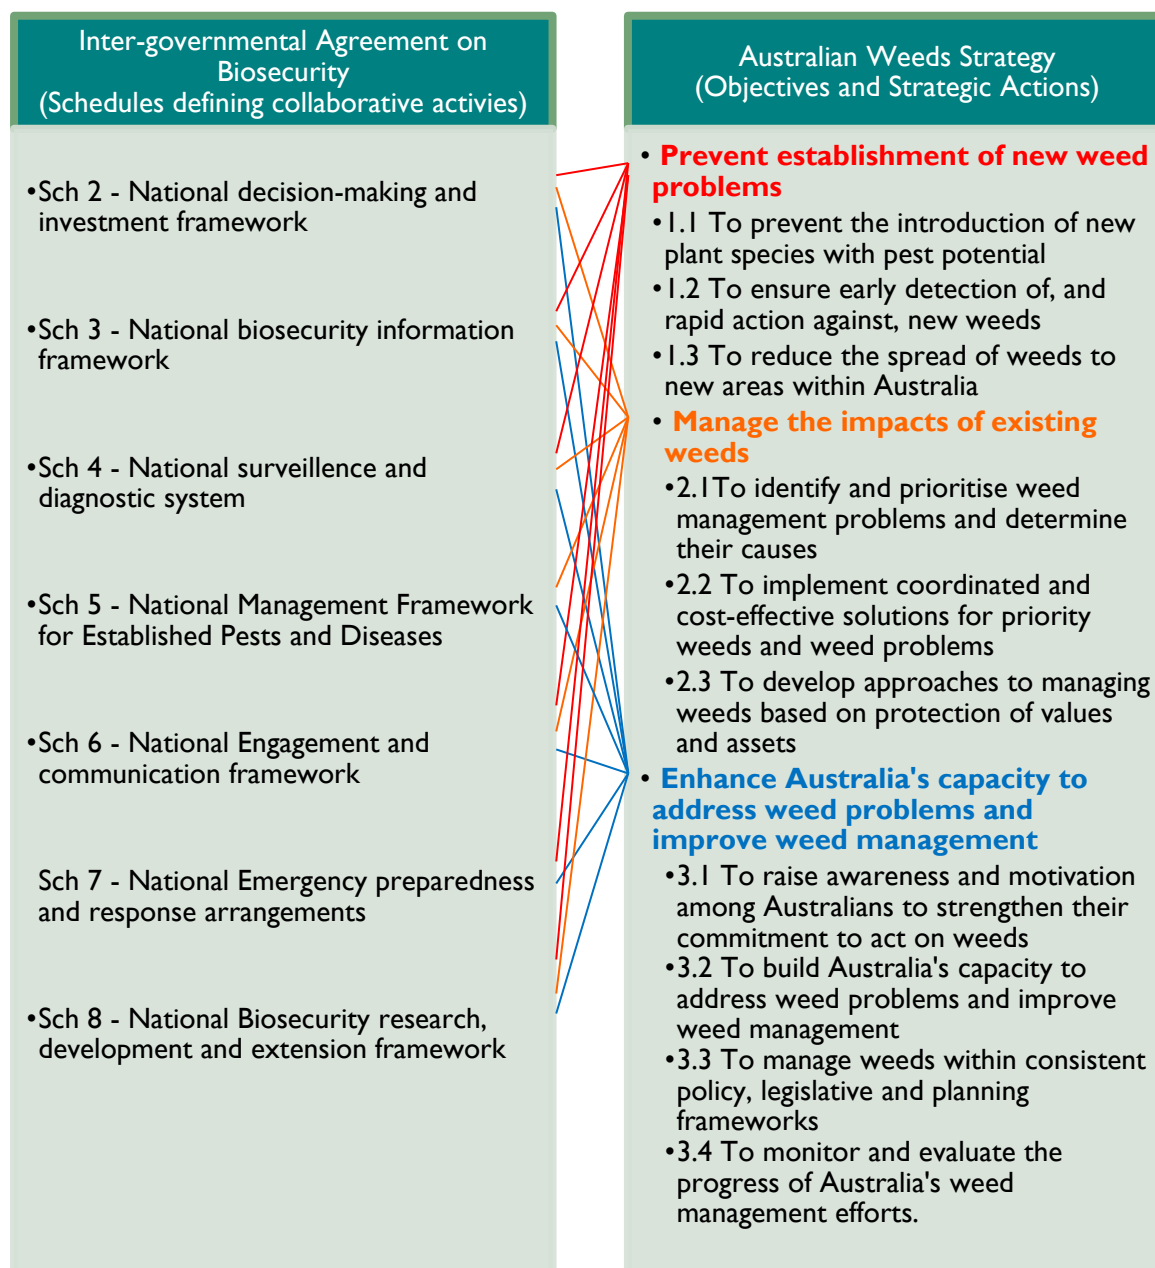 Inter-governmental Agreement on
Biosecurity
(Schedules defining collaborative activies)
•Sch 2 - National decision-making and
investment framework
•Sch 3 - National biosecurity information
framework
•Sch 4 - National surveillence and
diagnostic system
•Sch 5 - National Management Framework
for Established Pests and Diseases
•Sch 6 - National Engagement and
communication framework
Sch 7 - National Emergency preparedness
and response arrangements
•Sch 8 - National Biosecurity research,
development and extension framework
Australian Weeds Strategy
(Objectives and Strategic Actions)
• Prevent establishment of new weed
problems
•1.1 To prevent the introduction of new
plant species with pest potential
•1.2 To ensure early detection of, and
rapid action against, new weeds
•1.3 To reduce the spread of weeds to
new areas within Australia
• Manage the impacts of existing
weeds
•2.1To identify and prioritise weed
management problems and determine
their causes
•2.2 To implement coordinated and
cost-effective solutions for priority
weeds and weed problems
•2.3 To develop approaches to managing
weeds based on protection of values
and assets
• Enhance Australia's capacity to
address weed problems and
improve weed management
•3.1 To raise awareness and motivation
among Australians to strengthen their
commitment to act on weeds
•3.2 To build Australia's capacity to
address weed problems and improve
weed management
•3.3 To manage weeds within consistent
policy, legislative and planning
frameworks
•3.4 To monitor and evaluate the
progress of Australia's weed
management efforts.